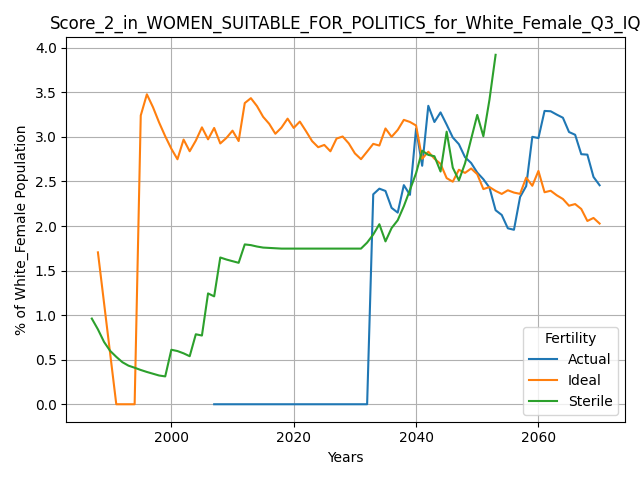 Score_2_in_WOMEN_SUITABLE_FOR_POLITICS_for_White_Female_Q3_IQ
% of White_Female Population
4.0
3.5
3.0
2.5
2.0
1.5
1.0
0.5
0.0
Fertility
Actual
Ideal
Sterile
2000 2020 2040 2060
Years